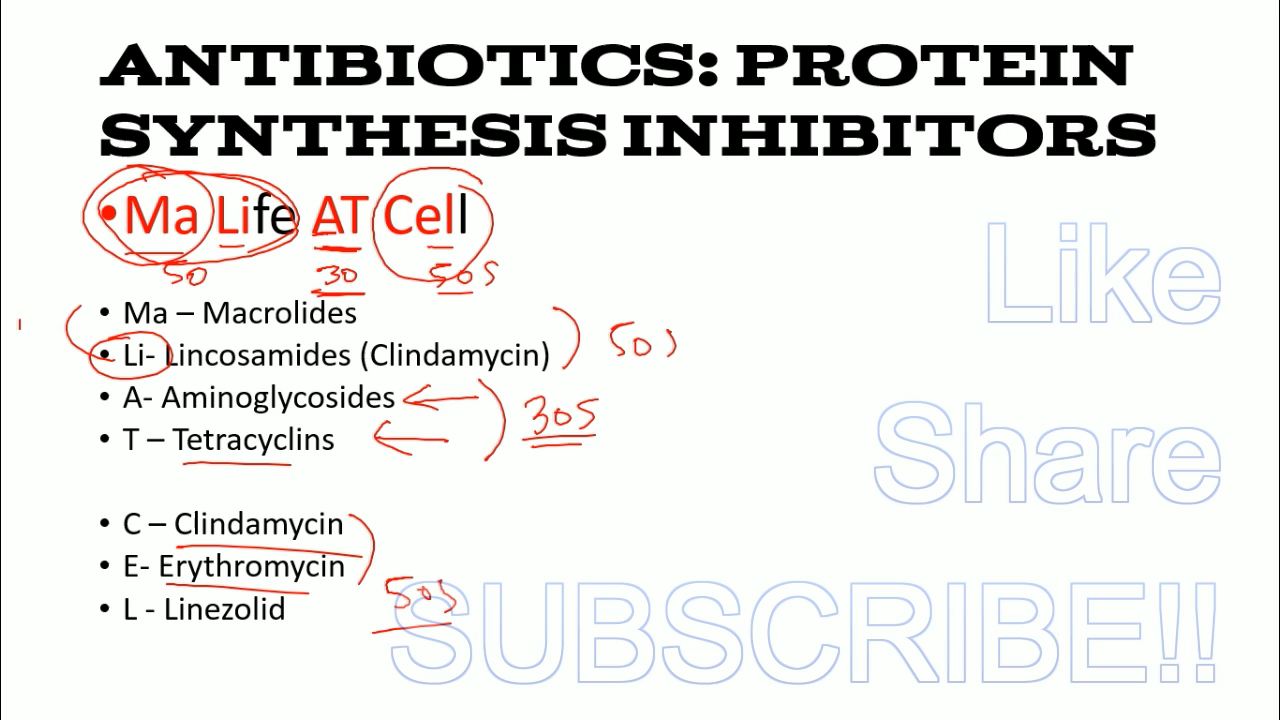 ANTIBIOTICS: PROTEIN
SYNTHESIS INHIBITORS
•Ma Life AT Cell
50 30 50S
• Ma – Macrolides
• Li- Lincosamides (Clindamycin) 50S
• A- Aminoglycosides
30S
• T – Tetracyclins
• C – Clindamycin
• E- Erythromycin
50S
• L - Linezolid
Like
Share
SUBSCRIBE!!